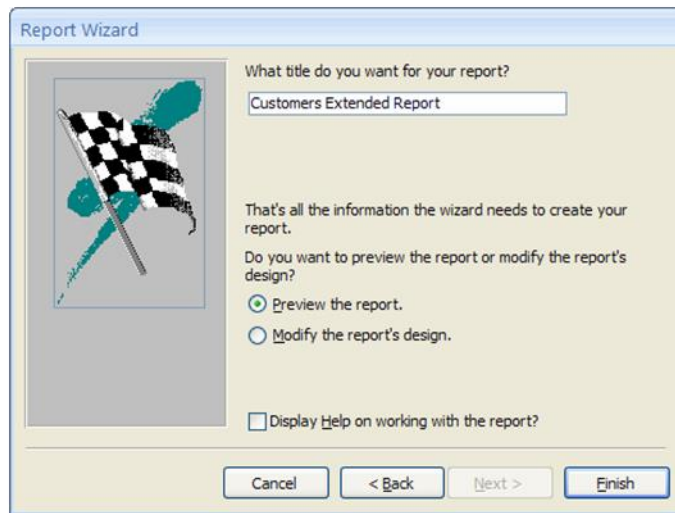 Report Wizard
What title do you want for your report?
Customers Extended Report
That's all the information the wizard needs to create your
report.
Do you want to preview the report or modify the report's
design?
Preview the report.
Modify the report's design.
Display Help on working with the report?
Cancel
< Back
Next >
Finish